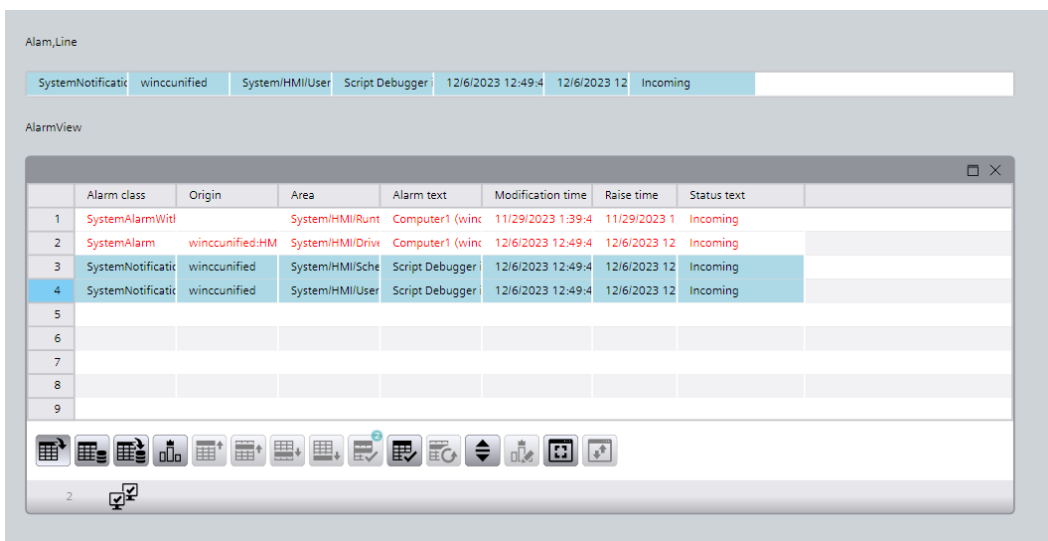 Alam,Line
SystemNotificatic winccunified System/HMI/User Script Debugger i 12/6/2023 12:49:4 12/6/2023 12 Incoming
AlarmView
Alarm class Origin Area Alarm text Modification time Raise time Status text
1 SystemAlarmWitl System/HMI/Runt Computer1 (winc 11/29/2023 1:39:4 11/29/2023 1 Incoming
2 SystemAlarm winccunified:HM System/HMI/Drive Computer1 (winc 12/6/2023 12:49:4 12/6/2023 12 Incoming
3 SystemNotificatic winccunified System/HMI/Sche Script Debugger i 12/6/2023 12:49:4 12/6/2023 12 Incoming
4 SystemNotificatic winccunified System/HMI/User Script Debugger i 12/6/2023 12:49:4 12/6/2023 12 Incoming
5
6
7
8
9
2